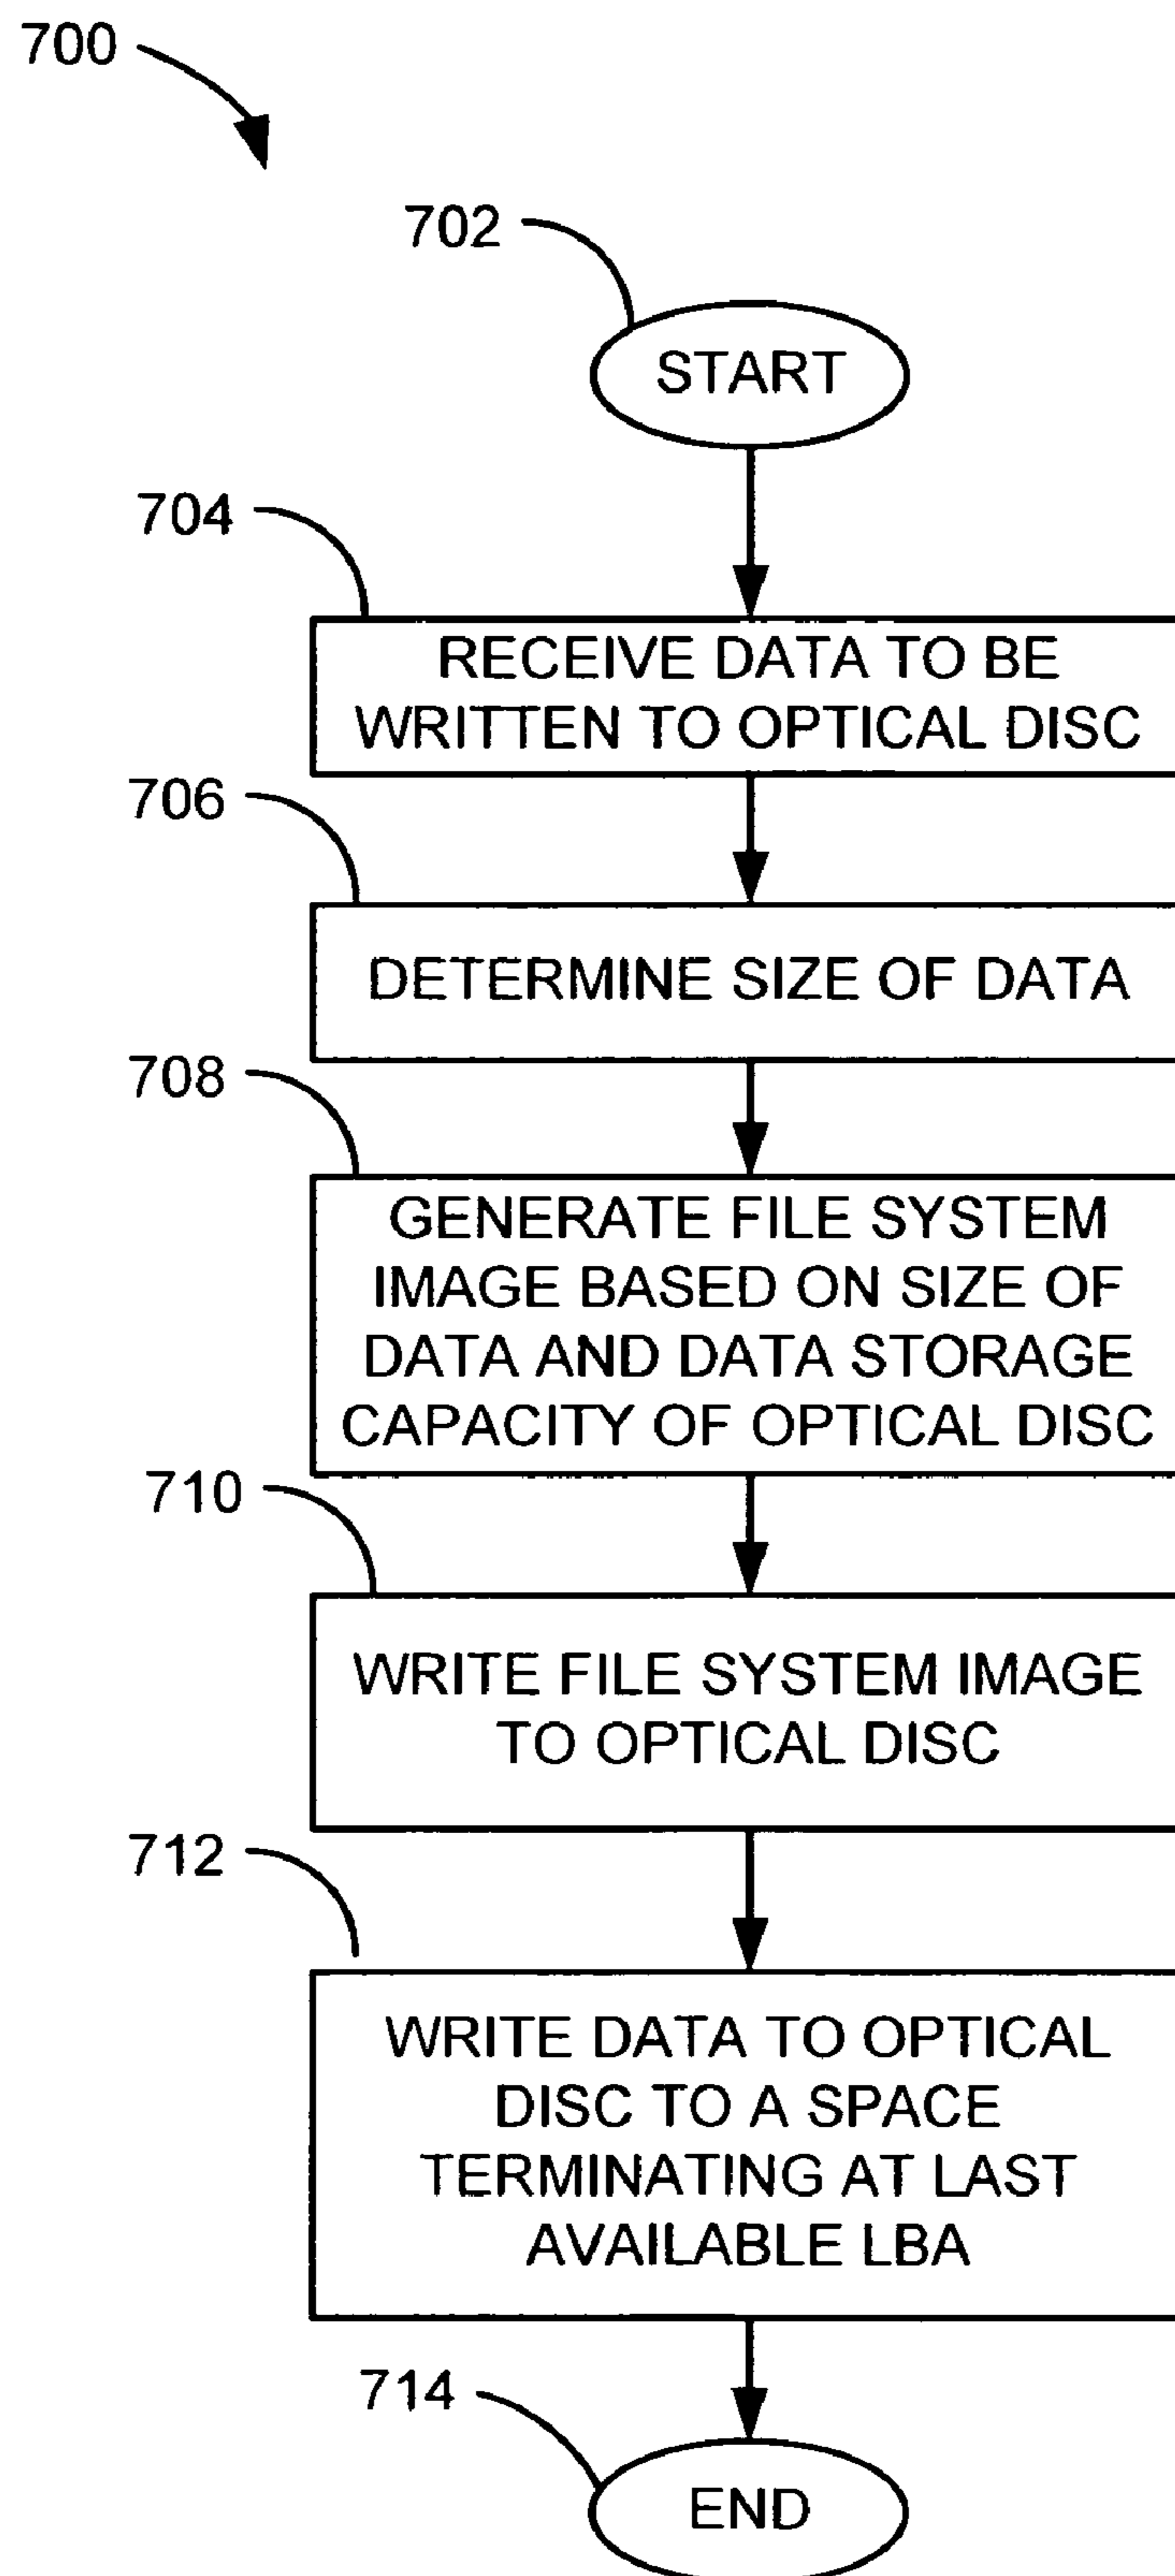 700
702
START
704
RECEIVE DATA TO BE
WRITTEN TO OPTICAL DISC
706
DETERMINE SIZE OF DATA
708
GENERATE FILE SYSTEM
IMAGE BASED ON SIZE OF
DATA AND DATA STORAGE
CAPACITY OF OPTICAL DISC
710
WRITE FILE SYSTEM IMAGE
TO OPTICAL DISC
712
WRITE DATA TO OPTICAL
DISC TO A SPACE
TERMINATING AT LAST
AVAILABLE LBA
714
END